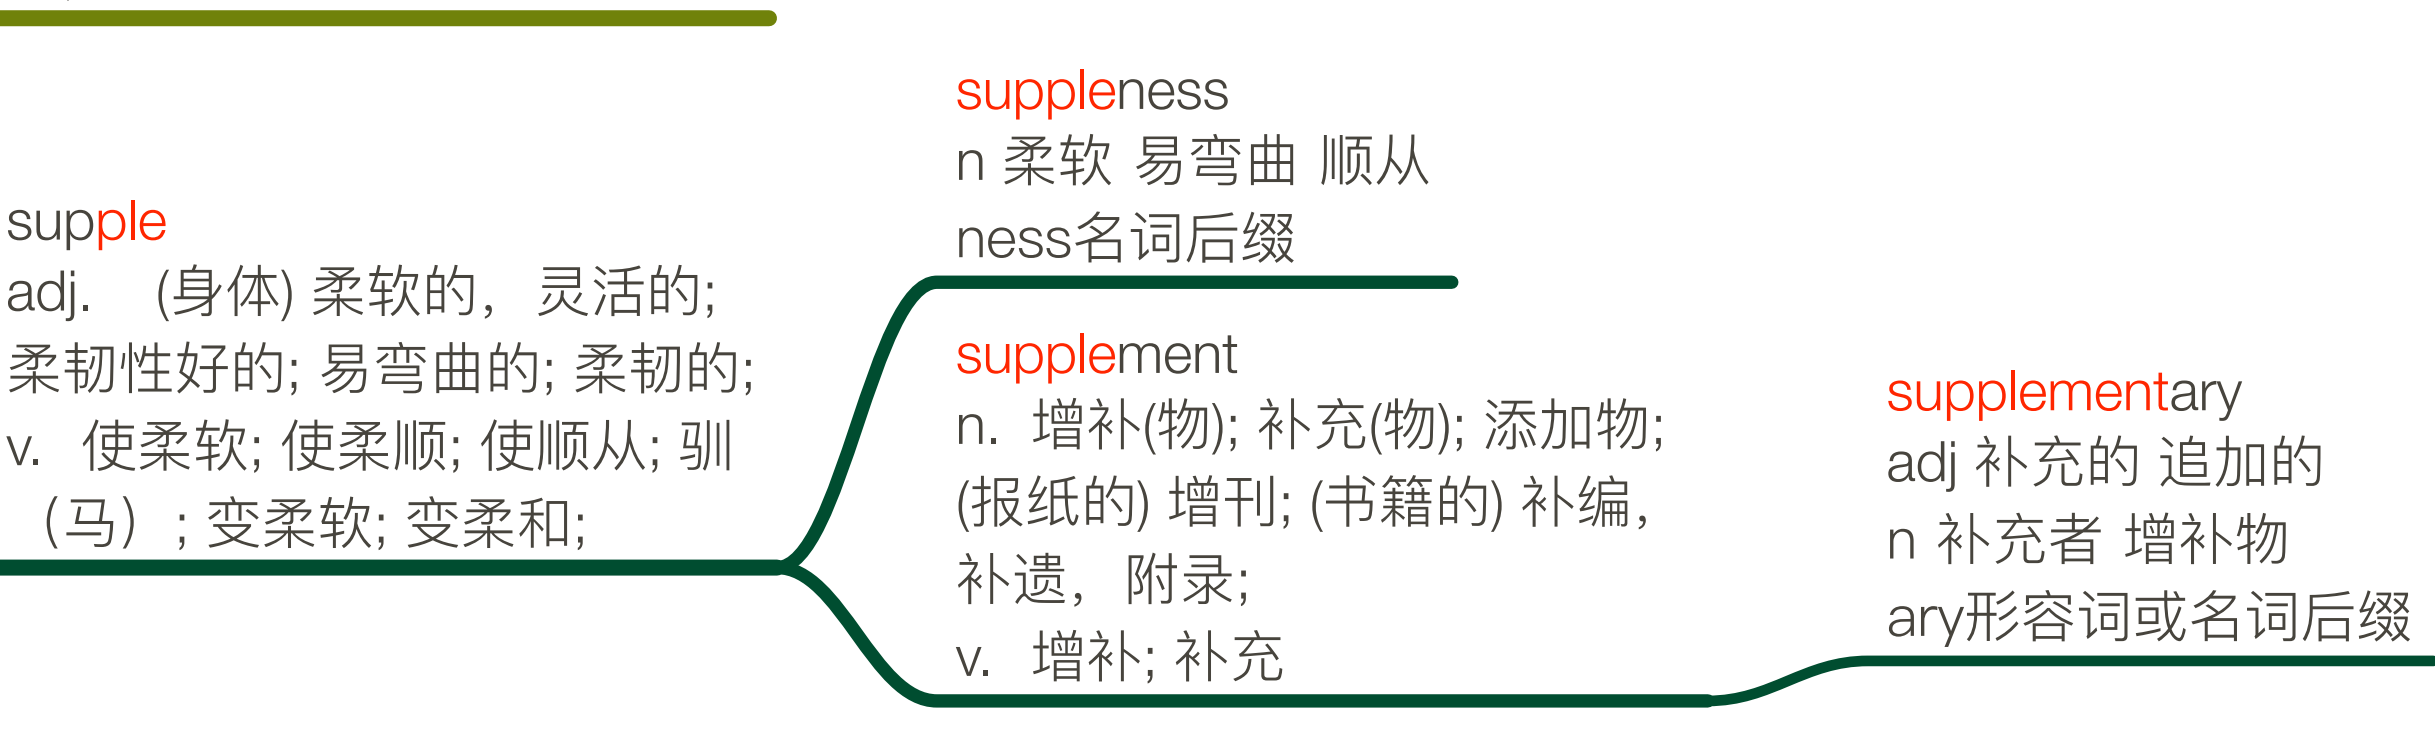 supple
adj. (身体) 柔软的，灵活的;
柔韧性好的; 易弯曲的; 柔韧的;
v. 使柔软; 使柔顺; 使顺从; 驯
（马）; 变柔软; 变柔和;
suppleness
n 柔软 易弯曲 顺从
ness名词后缀
supplement
n. 增补(物); 补充(物); 添加物;
(报纸的) 增刊; (书籍的) 补编，
补遗，附录;
v. 增补; 补充
supplementary
adj 补充的 追加的
n 补充者 增补物
ary形容词或名词后缀